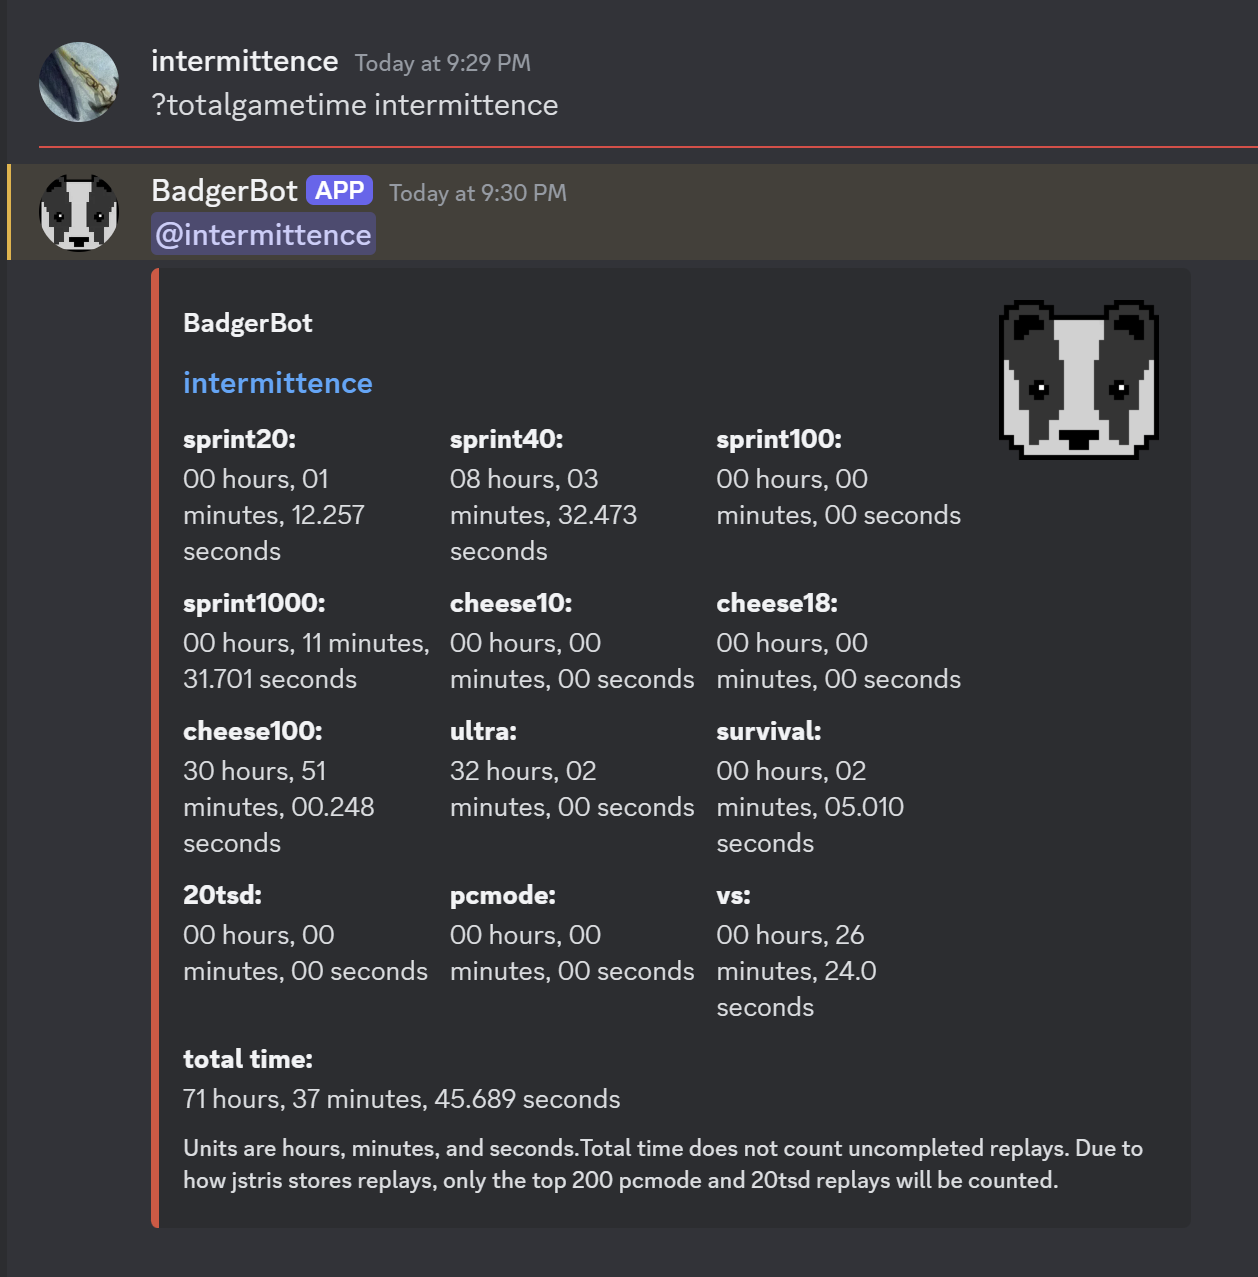 intermittence Today at 9:29 PM
?totalgametime intermittence
BadgerBot APP Today at 9:30 PM
@intermittence
BadgerBot
intermittence
sprint20:
00 hours, 01
minutes, 12.257
seconds
sprint40:
08 hours, 03
minutes, 32.473
seconds
sprint100:
00 hours, 00
minutes, 00 seconds
sprint1000:
00 hours, 11 minutes,
31.701 seconds
cheese10:
00 hours, 00
minutes, 00 seconds
cheese18:
00 hours, 00
minutes, 00 seconds
cheese100:
30 hours, 51
minutes, 00.248
seconds
ultra:
32 hours, 02
minutes, 00 seconds
survival:
00 hours, 02
minutes, 05.010
seconds
20tsd:
00 hours, 00
minutes, 00 seconds
pcmode:
00 hours, 00
minutes, 00 seconds
vs:
00 hours, 26
minutes, 24.0
seconds
total time:
71 hours, 37 minutes, 45.689 seconds
Units are hours, minutes, and seconds.Total time does not count uncompleted replays. Due to
how jstris stores replays, only the top 200 pcmode and 20tsd replays will be counted.